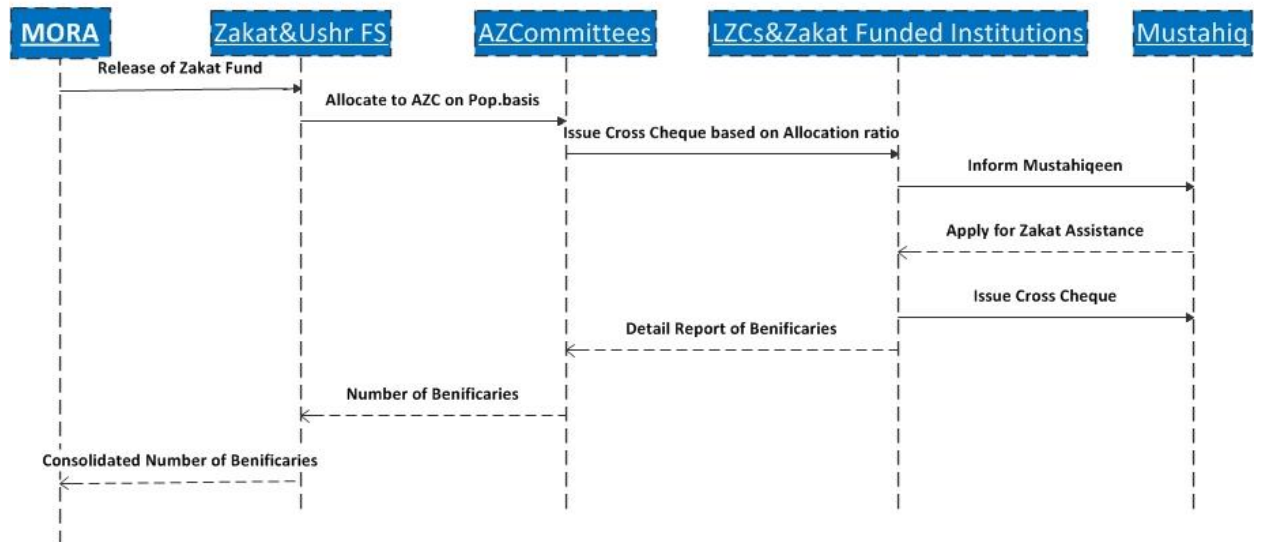 MORA
Zakat&Ushr FS
AZCommittees
LZCs&Zakat Funded Institutions
Mustahiq
Release of Zakat Fund
Allocate to AZC on Pop.basis
Issue Cross Cheque based on Allocation ratio
Inform Mustahiqeen
Apply for Zakat Assistance
Issue Cross Cheque
Detail Report of Benificaries
Number of Benificaries
Consolidated Number of Benificaries